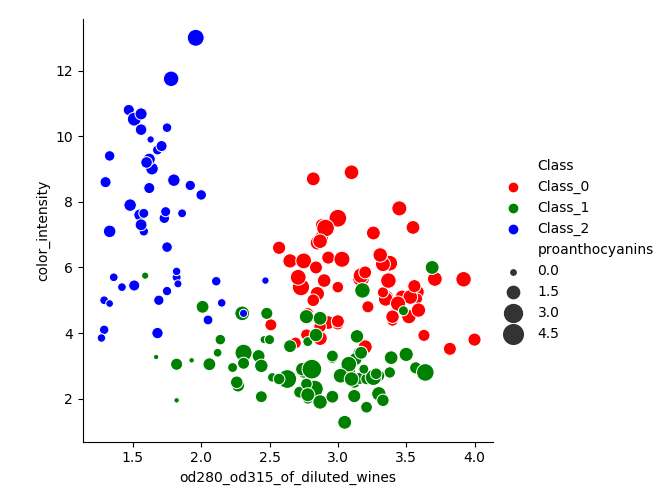 Class
Class_0
Class_1
Class_2
proanthocyanins
0.0
1.5
3.0
4.5
12
10
8
6
4
2
color_intensity
1.5
2.0
2.5
3.0
3.5
4.0
od280_od315_of_diluted_wines